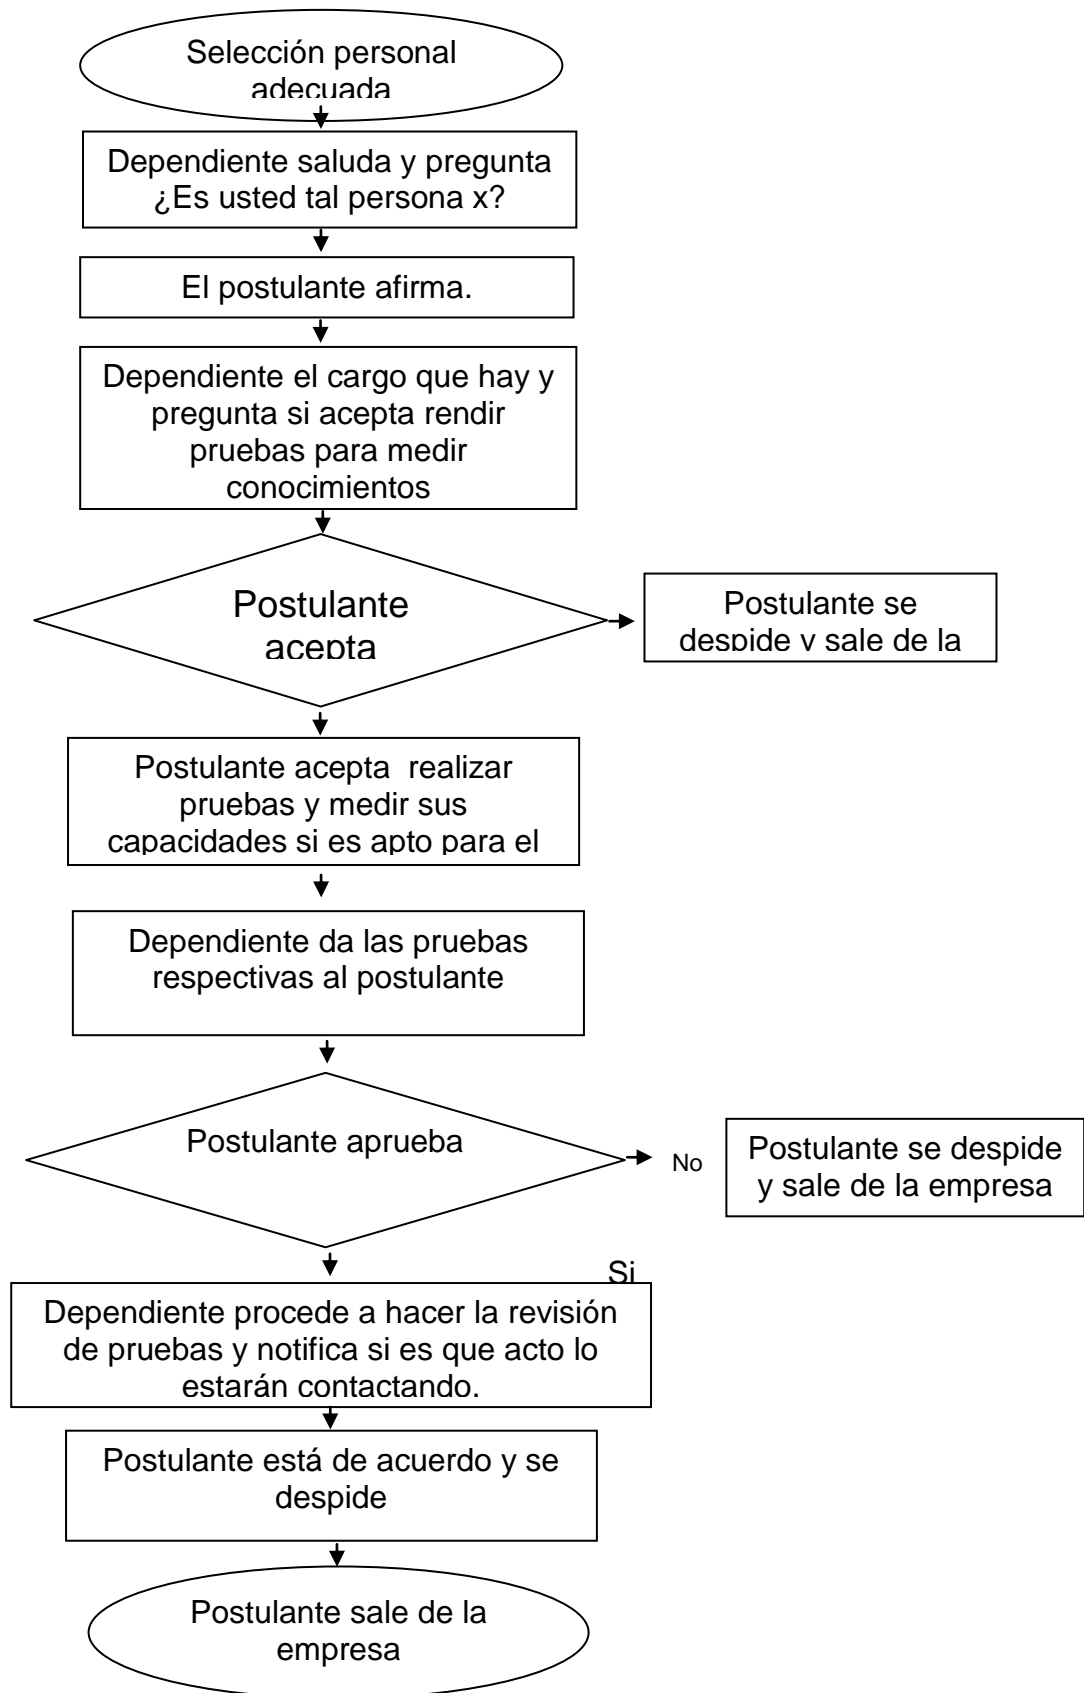 Selección personal
adecuada
Dependiente saluda y pregunta
¿Es usted tal persona x?
El postulante afirma.
Dependiente el cargo que hay y
pregunta si acepta rendir
pruebas para medir
conocimientos
Postulante
acepta
Postulante se
despide y sale de la
Postulante acepta  realizar
pruebas y medir sus
capacidades si es apto para el
Dependiente da las pruebas
respectivas al postulante
Postulante aprueba
No
Postulante se despide
y sale de la empresa
Si
Dependiente procede a hacer la revisión
de pruebas y notifica si es que acto lo
estarán contactando.
Postulante está de acuerdo y se
despide
Postulante sale de la
empresa